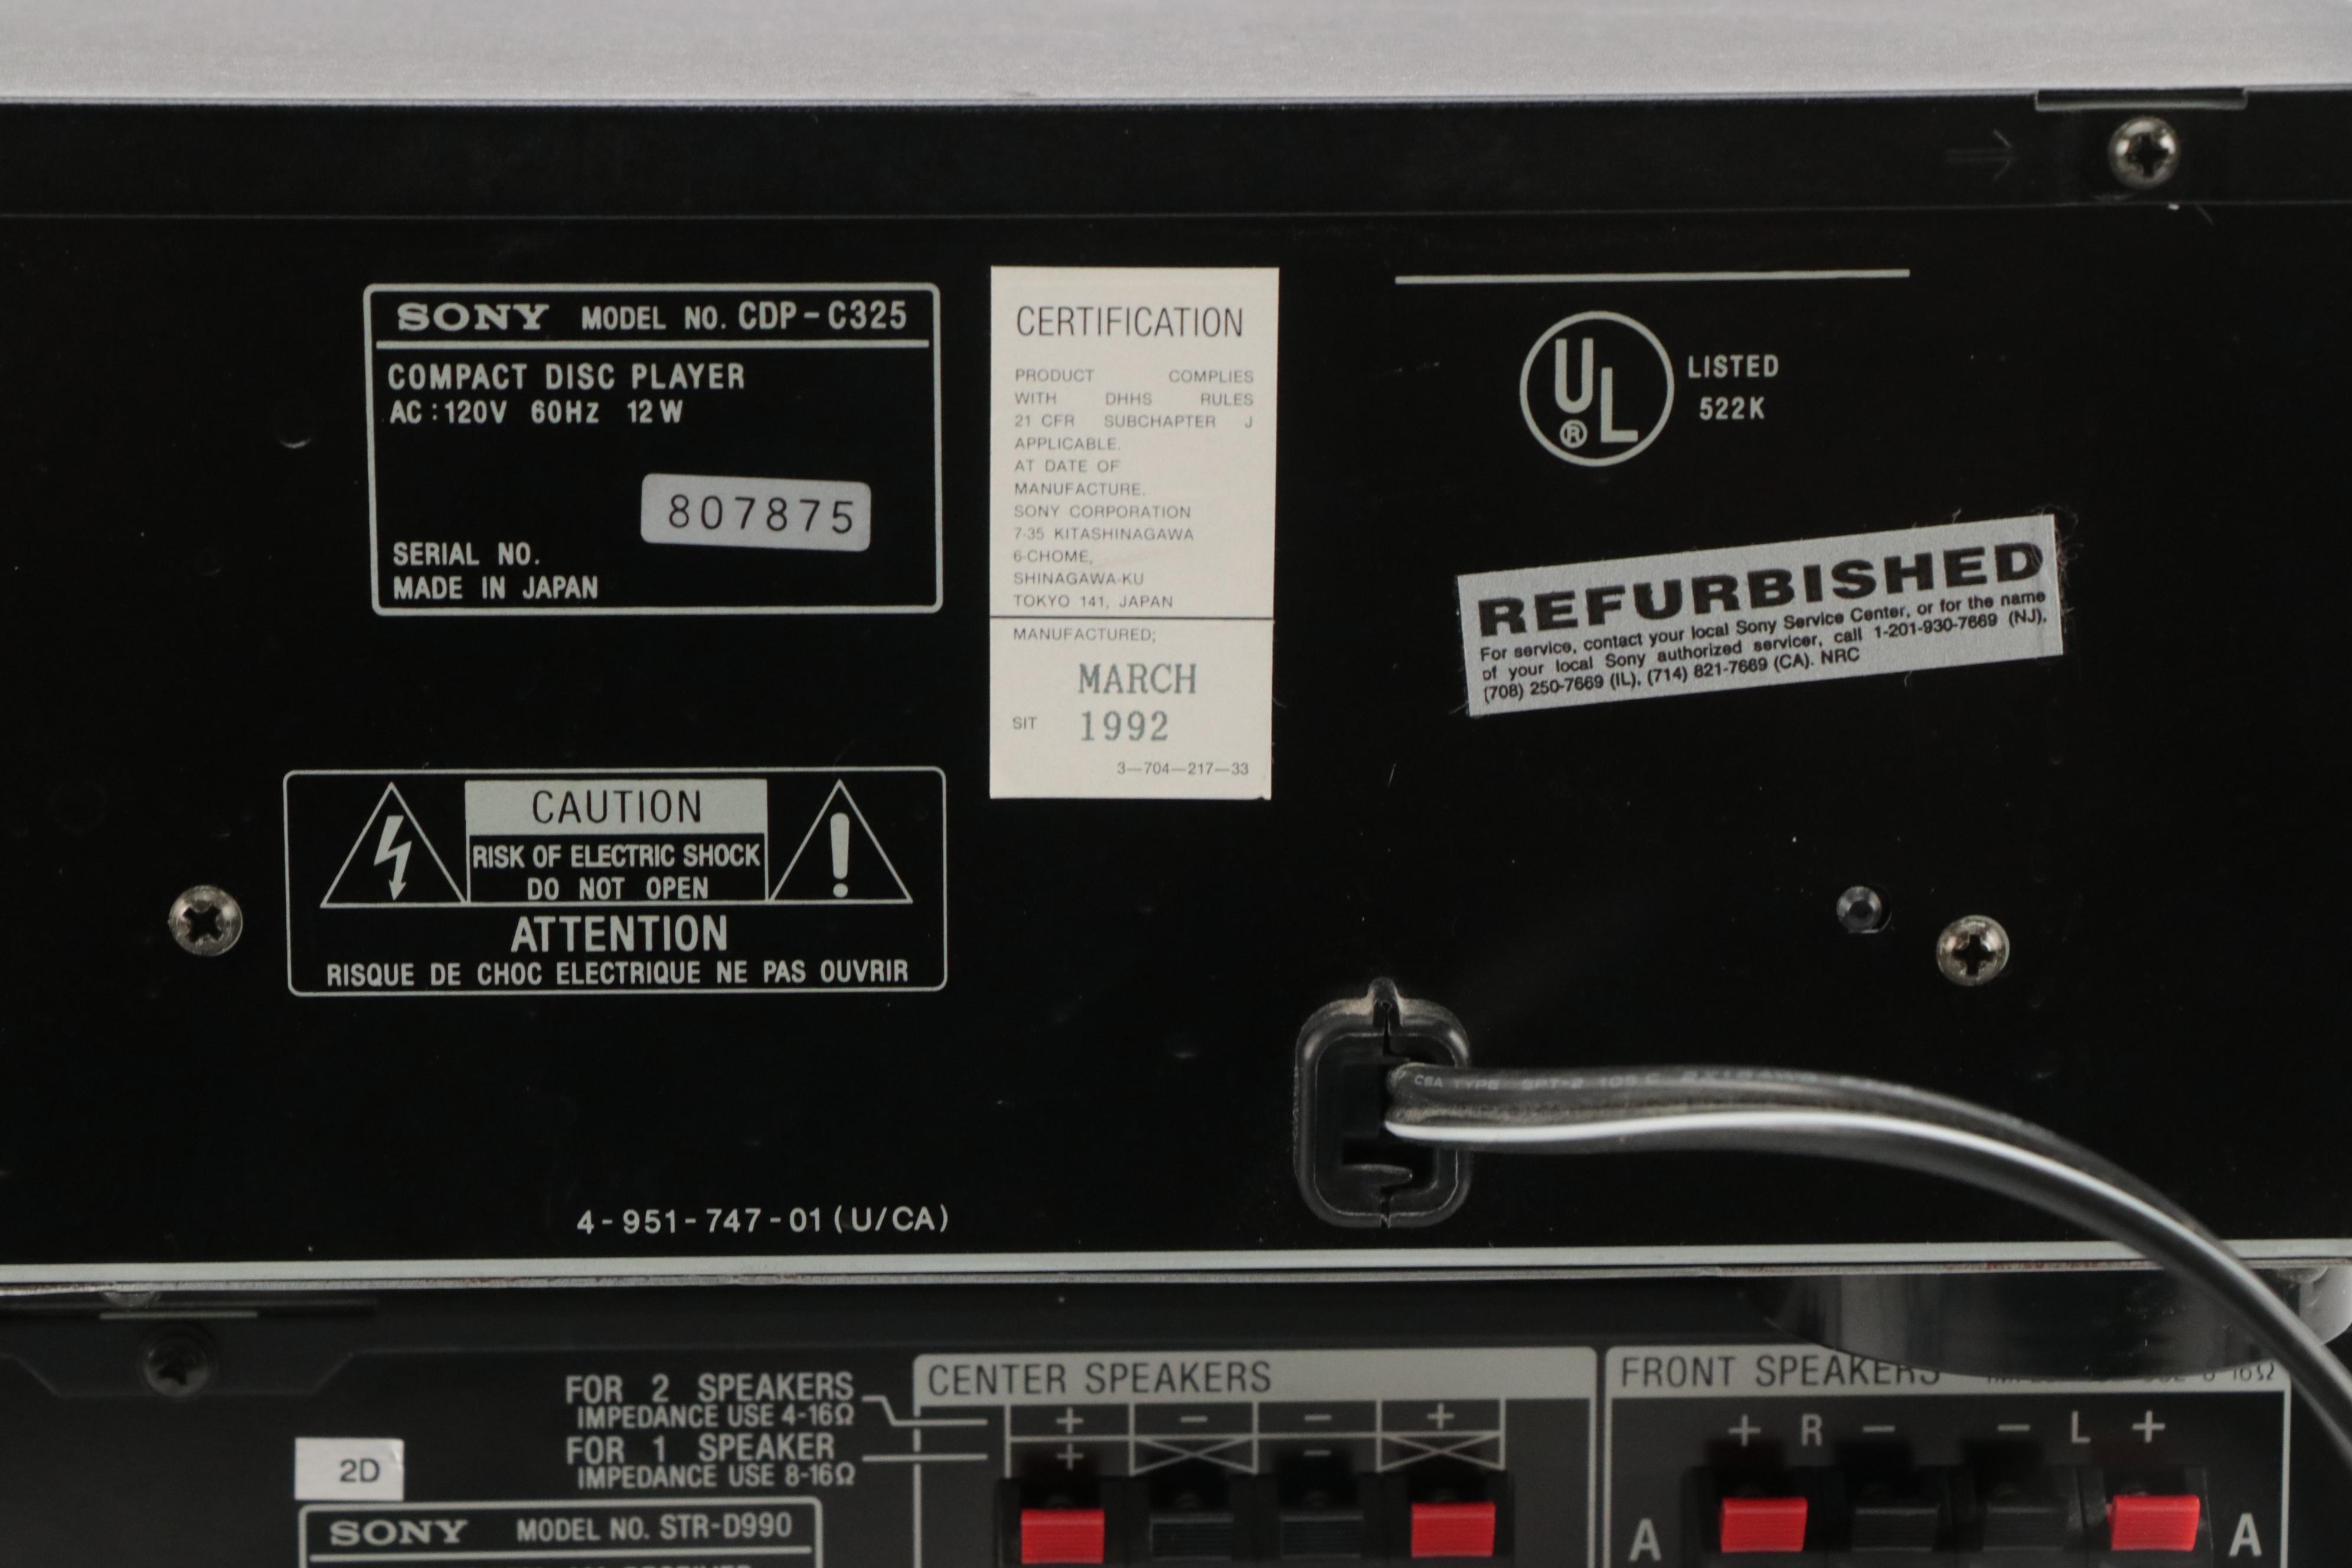 SONY MODEL NO. CDP-C325
COMPACT DISC PLAYER
AC:120V 60Hz 12W
807875
SERIAL NO.
MADE IN JAPAN
CERTIFICATION
PRODUCT COMPLIES
WITH DHHS RULES
21 CFR SUBCHAPTER J
APPLICABLE.
AT DATE OF
MANUFACTURE.
SONY CORPORATION
7-35 KITASHINAGAWA
6-CHOME,
SHINAGAWA-KU
TOKYO 141, JAPAN
MANUFACTURED;
MARCH
SIT 1992
3-704-217-33
UL ®
LISTED
522K
REFURBISHED
For service, contact your local Sony Service Center, or for the name
of your local Sony authorized servicer, call 1-201-930-7669 (NJ),
(708) 250-7669 (IL), (714) 821-7669 (CA). NRC
CAUTION
RISK OF ELECTRIC SHOCK
DO NOT OPEN
ATTENTION
RISQUE DE CHOC ELECTRIQUE NE PAS OUVRIR
CSA TYPE SPT-2 105 C 2X18AWG
4-951-747-01 (U/CA)
FOR 2 SPEAKERS
IMPEDANCE USE 4-16Ω
FOR 1 SPEAKER
IMPEDANCE USE 8-16Ω
CENTER SPEAKERS
+ - - +
+ -
FRONT SPEAKERS
+ R - - L +
A A
2D
SONY MODEL NO. STR-D990